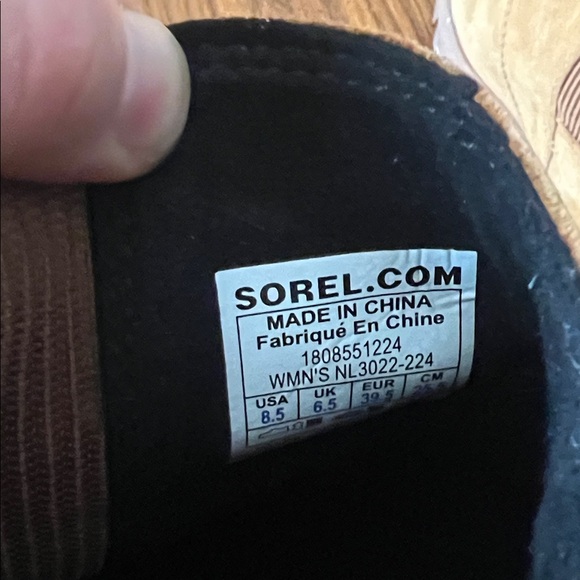 SOREL.COM
MADE IN CHINA
Fabriqué En Chine
1808551224
WMN'S NL3022-224
USA UK EUR CM
8.5 6.5 39.5